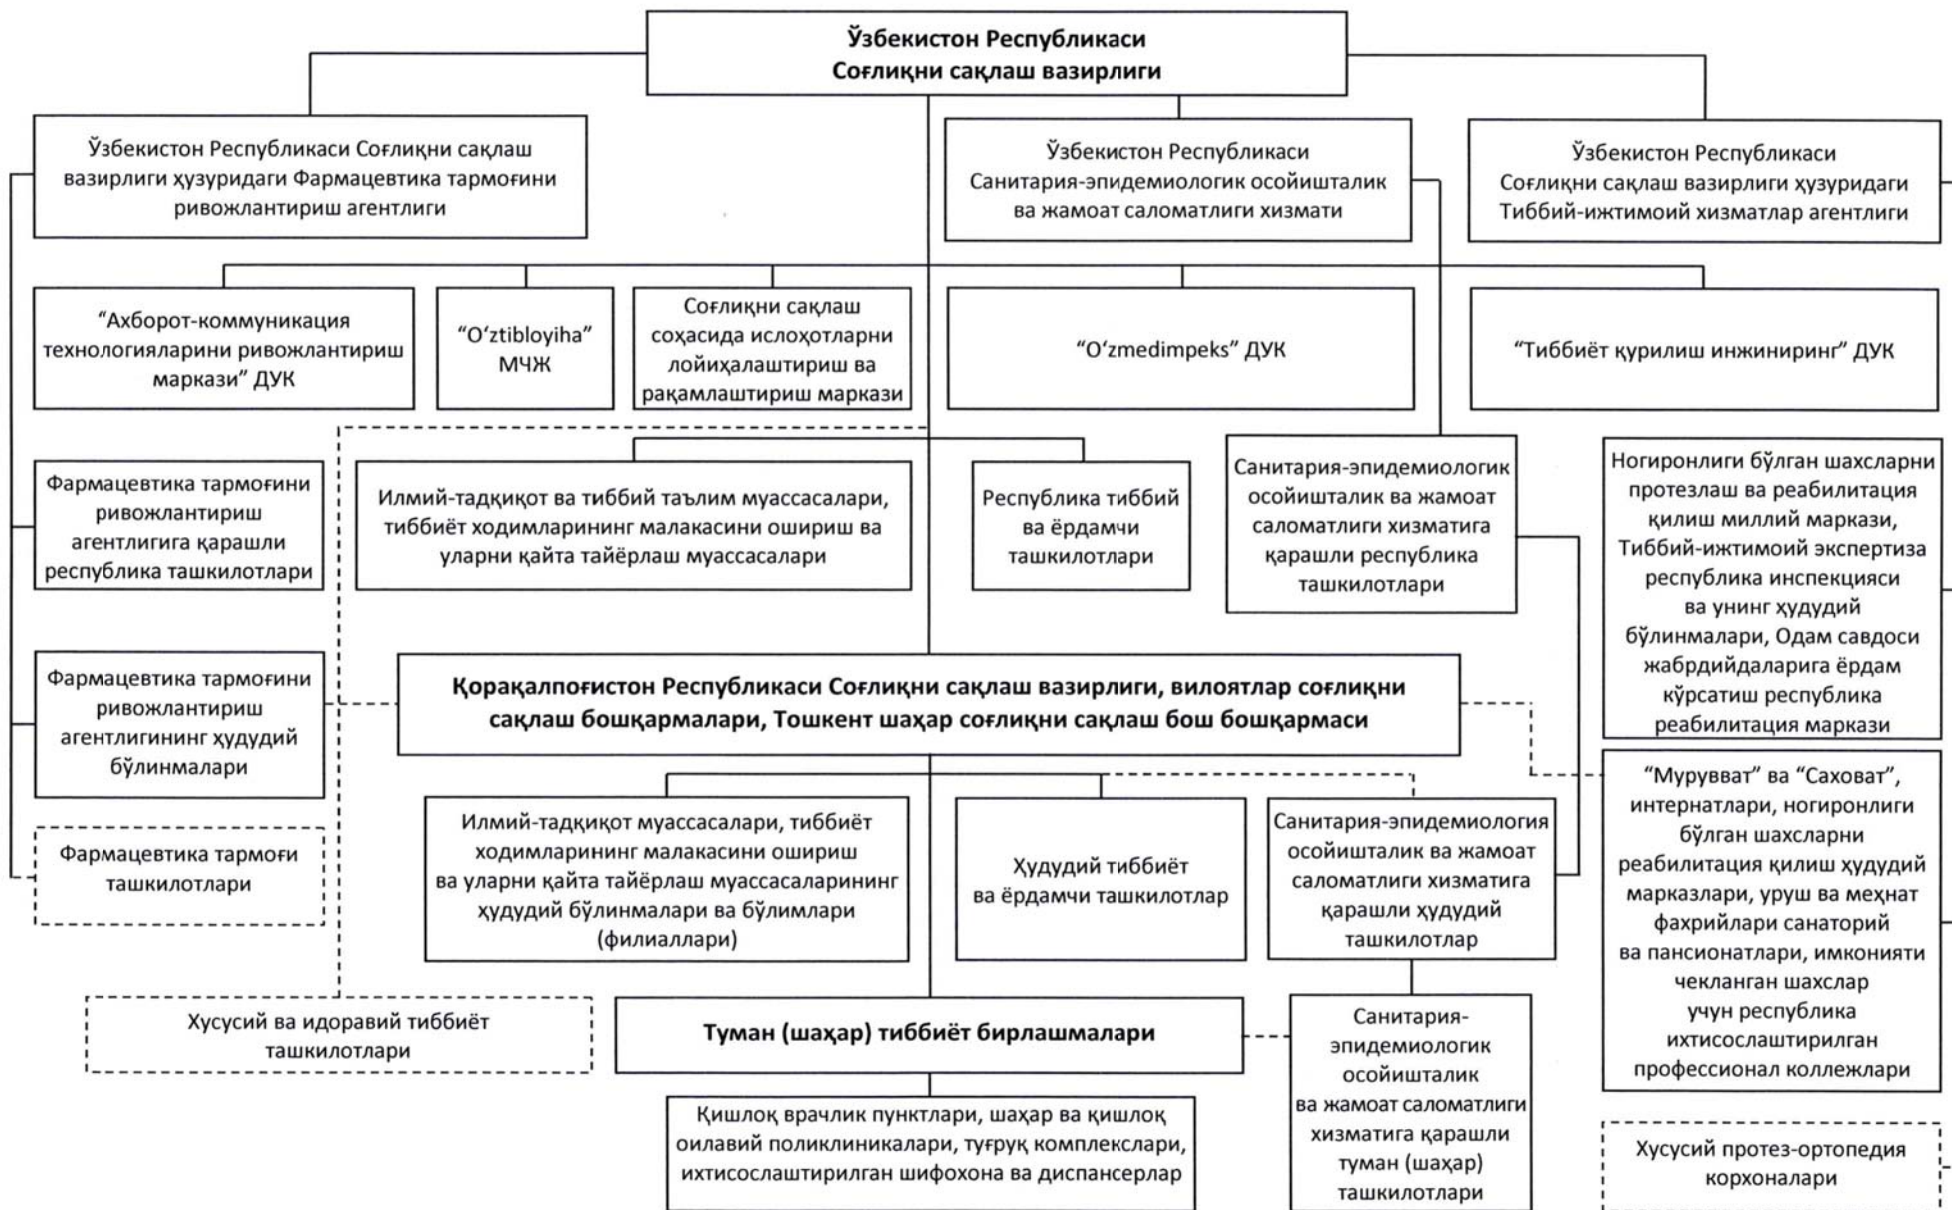 Ўзбекистон Республикаси
Соғлиқни сақлаш вазирлиги
Ўзбекистон Республикаси Соғлиқни сақлаш
вазирлиги ҳузуридаги Фармацевтика тармоғини
ривожлантириш агентлиги
Ўзбекистон Республикаси
Санитария-эпидемиологик осойишталик
ва жамоат саломатлиги хизмати
Ўзбекистон Республикаси
Соғлиқни сақлаш вазирлиги ҳузуридаги
Тиббий-ижтимоий хизматлар агентлиги
“Ахборот-коммуникация
технологияларини ривожлантириш
маркази” ДУК
“O‘ztibloyiha”
МЧЖ
Соғлиқни сақлаш
соҳасида ислоҳотларни
лойиҳалаштириш ва
рақамлаштириш маркази
“O‘zmedimpeks” ДУК
“Тиббиёт қурилиш инжиниринг” ДУК
Фармацевтика тармоғини
ривожлантириш
агентлигига қарашли
республика ташкилотлари
Илмий-тадқиқот ва тиббий таълим муассасалари,
тиббиёт ходимларининг малакасини ошириш ва
уларни қайта тайёрлаш муассасалари
Республика тиббий
ва ёрдамчи
ташкилотлари
Санитария-эпидемиологик
осойишталик ва жамоат
саломатлиги хизматига
қарашли республика
ташкилотлари
Ногиронлиги бўлган шахсларни
протезлаш ва реабилитация
қилиш миллий маркази,
Тиббий-ижтимоий экспертиза
республика инспекцияси
ва унинг ҳудудий
бўлинмалари, Одам савдоси
жабрдийдаларига ёрдам
кўрсатиш республика
реабилитация маркази
Фармацевтика тармоғини
ривожлантириш
агентлигининг ҳудудий
бўлинмалари
Қорақалпоғистон Республикаси Соғлиқни сақлаш вазирлиги, вилоятлар соғлиқни
сақлаш бошқармалари, Тошкент шаҳар соғлиқни сақлаш бош бошқармаси
“Мурувват” ва “Саховат”,
интернатлари, ногиронлиги
бўлган шахсларни
реабилитация қилиш ҳудудий
марказлари, уруш ва меҳнат
фахрийлари санаторий
ва пансионатлари, имконияти
чекланган шахслар
учун республика
ихтисослаштирилган
профессионал коллежлари
Фармацевтика тармоғи
ташкилотлари
Илмий-тадқиқот муассасалари, тиббиёт
ходимларининг малакасини ошириш
ва уларни қайта тайёрлаш муассасаларининг
ҳудудий бўлинмалари ва бўлимлари
(филиаллари)
Ҳудудий тиббиёт
ва ёрдамчи ташкилотлар
Санитария-эпидемиология
осойишталик ва жамоат
саломатлиги хизматига
қарашли ҳудудий
ташкилотлар
Хусусий ва идоравий тиббиёт
ташкилотлари
Туман (шаҳар) тиббиёт бирлашмалари
Санитария-
эпидемиологик
осойишталик
ва жамоат саломатлиги
хизматига қарашли
туман (шаҳар)
ташкилотлари
Қишлоқ врачлик пунктлари, шаҳар ва қишлоқ
оилавий поликлиникалари, туғруқ комплекслари,
ихтисослаштирилган шифохона ва диспансерлар
Хусусий протез-ортопедия
корхоналари